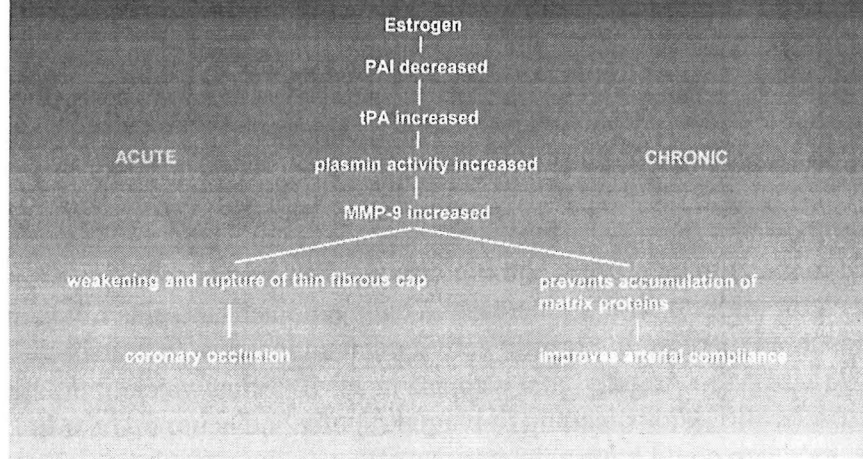 Estrogen
PAI decreased
tPA increased
ACUTE
plasmin activity increased
CHRONIC
MMP-9 increased
weakening and rupture of thin fibrous cap
prevents accumulation of
matrix proteins
coronary occlusion
improves arterial compliance